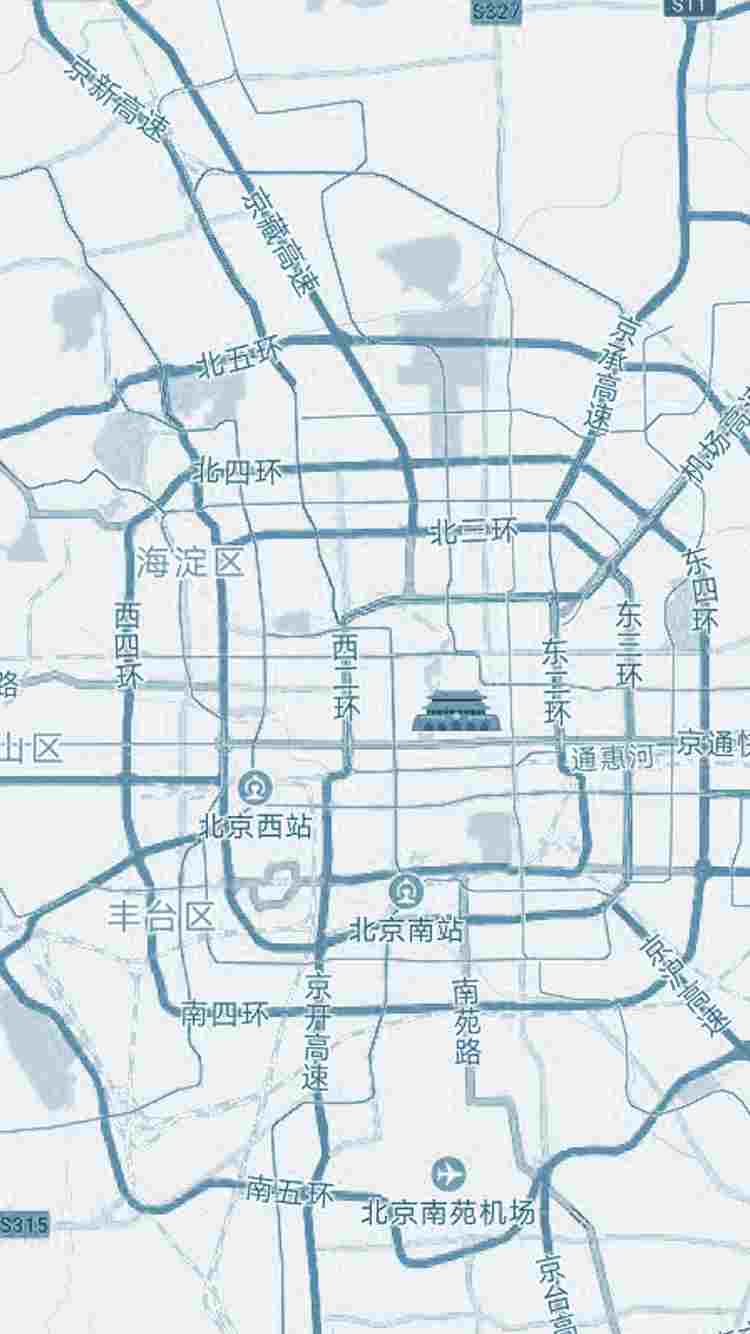 S327
S11
京新高速
京藏高速
京承高速
北五环
机场高速
北四环
北三环
海淀区
东四环
西四环
西二环
东二环
东三环
路
山区
通惠河
京通快
北京西站
丰台区
北京南站
京沪高速
南四环
京开高速
南苑路
南五环
北京南苑机场
S315
京台高